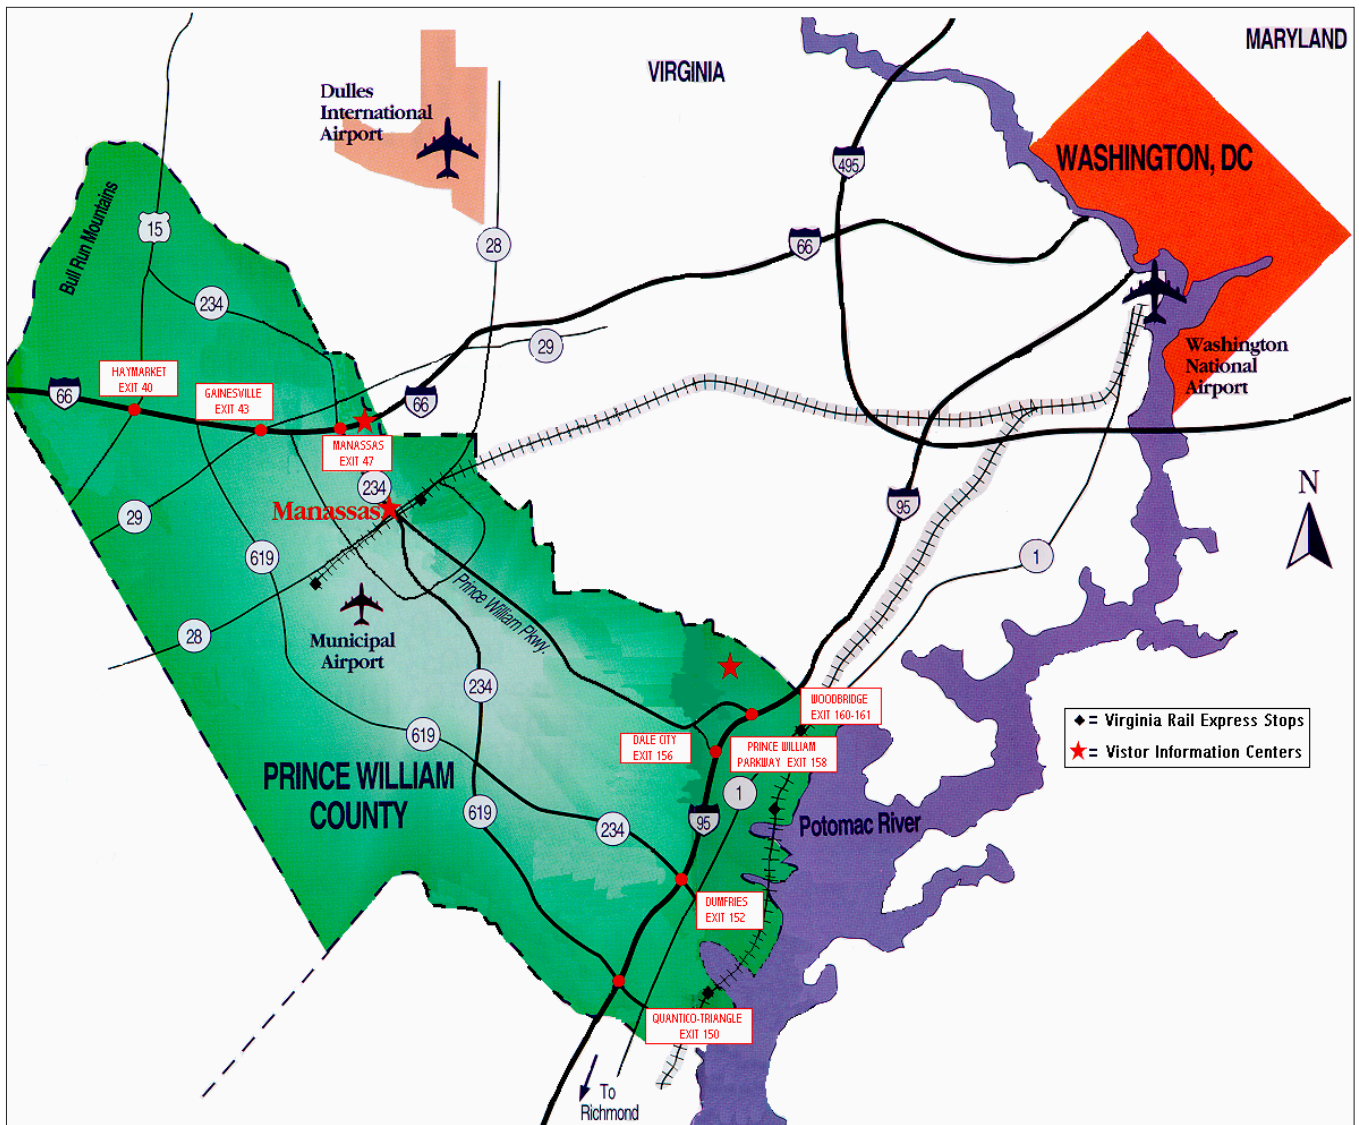 MARYLAND
VIRGINIA
Dulles
International
Airport
WASHINGTON, DC
495
Bull Run Mountains
15
28
66
234
29
Washington
National
Airport
HAYMARKET
EXIT 40
66
GAINESVILLE
EXIT 43
66
MANASSAS
EXIT 47
234
N
Manassas
29
95
619
1
Prince William Pkwy.
28
Municipal
Airport
234
WOODBRIDGE
EXIT 160-161
♦ = Virginia Rail Express Stops
★ = Vistor Information Centers
619
DALE CITY
EXIT 156
PRINCE WILLIAM
PARKWAY EXIT 158
PRINCE WILLIAM
COUNTY
1
619
234
95
Potomac River
DUMFRIES
EXIT 152
QUANTICO-TRIANGLE
EXIT 150
To
Richmond